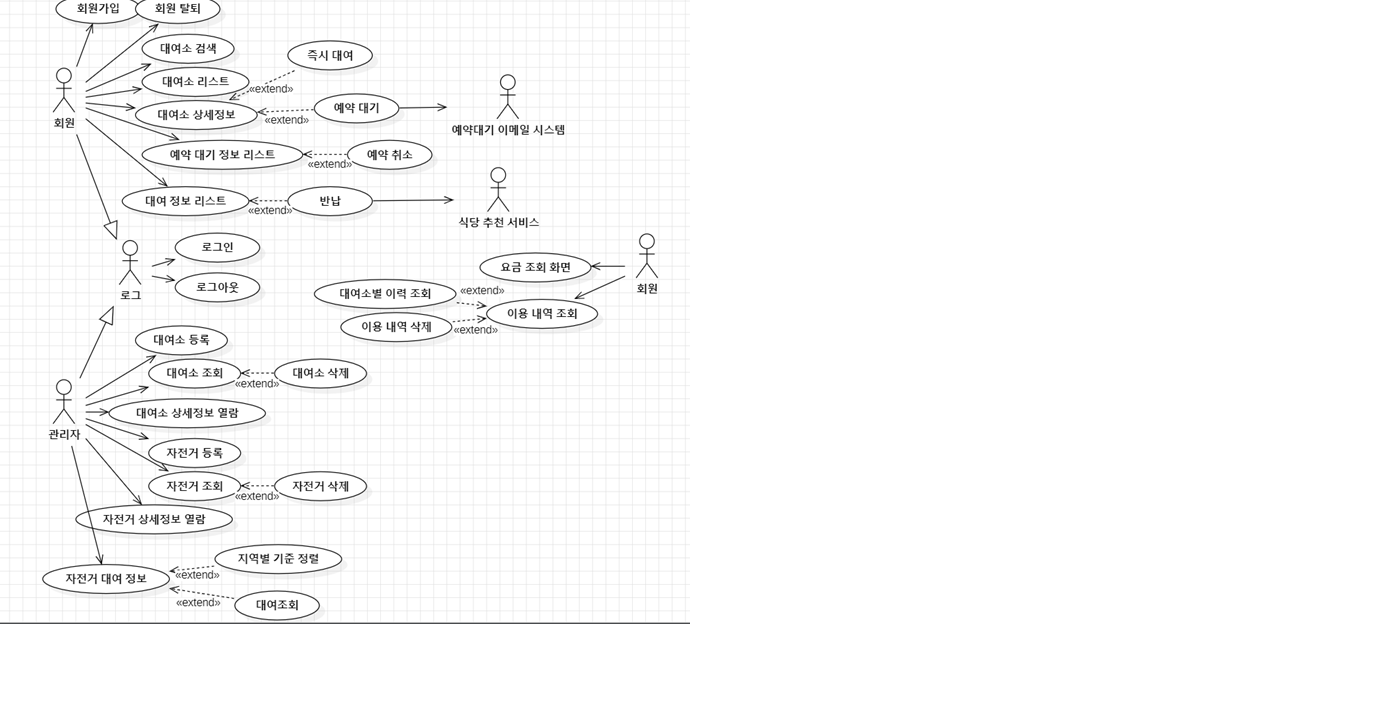 회원가입
회원 탈퇴
대여소 검색
즉시 대여
대여소 리스트
«extend»
회원
대여소 상세정보
«extend»
예약 대기
예약대기 이메일 시스템
예약 대기 정보 리스트
«extend»
예약 취소
대여 정보 리스트
«extend»
반납
식당 추천 서비스
로그인
로그아웃
로그
요금 조회 화면
회원
대여소별 이력 조회
«extend»
이용 내역 조회
이용 내역 삭제
«extend»
대여소 등록
대여소 조회
«extend»
대여소 삭제
대여소 상세정보 열람
관리자
자전거 등록
자전거 조회
«extend»
자전거 삭제
자전거 상세정보 열람
지역별 기준 정렬
«extend»
자전거 대여 정보
«extend»
대여조회